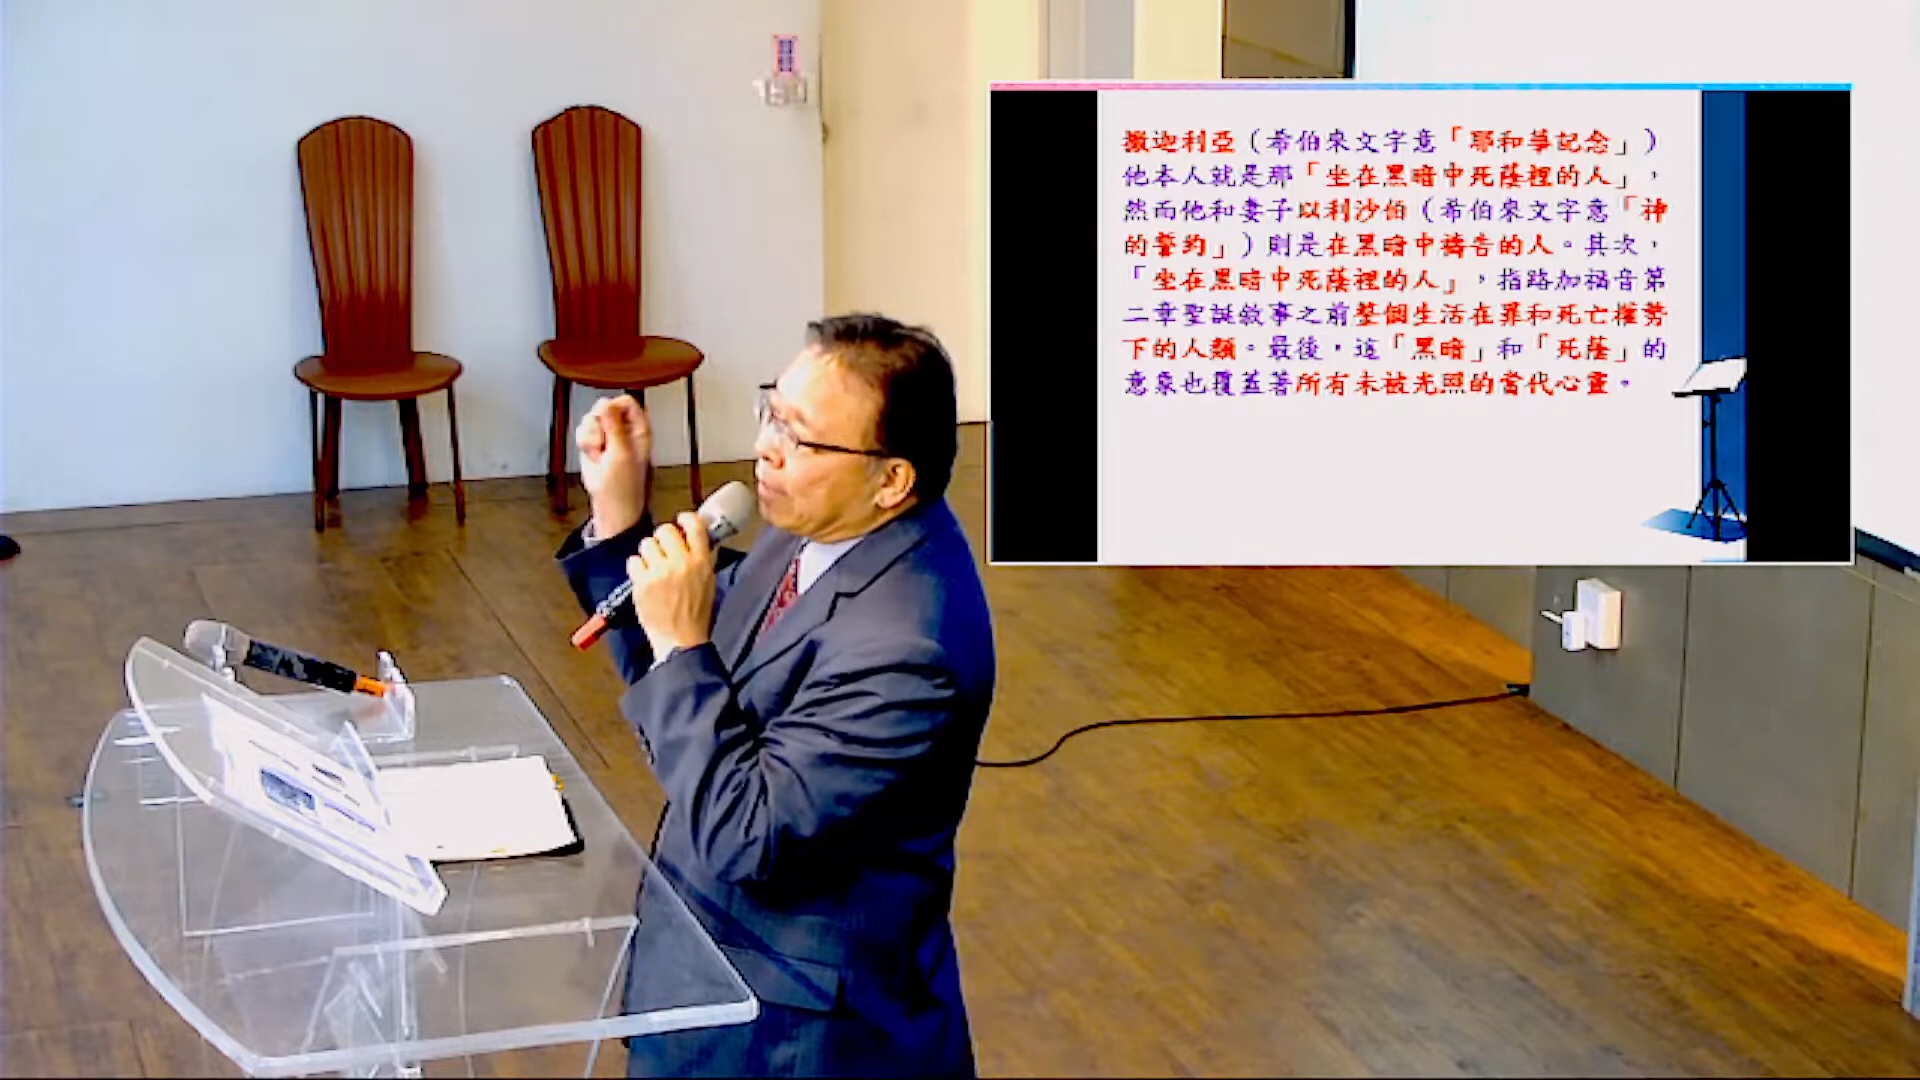 撒迦利亞（希伯來文字意「耶和華記念」）
他本人就是那「坐在黑暗中死蔭裡的人」，
然而他和妻子以利沙伯（希伯來文字意「神
的誓約」）則是在黑暗中禱告的人。其次，
「坐在黑暗中死蔭裡的人」，指路加福音第
二章聖誕敘事之前整個生活在罪和死亡權勢
下的人類。最後，這「黑暗」和「死蔭」的
意象也覆蓋著所有未被光照的當代心靈。